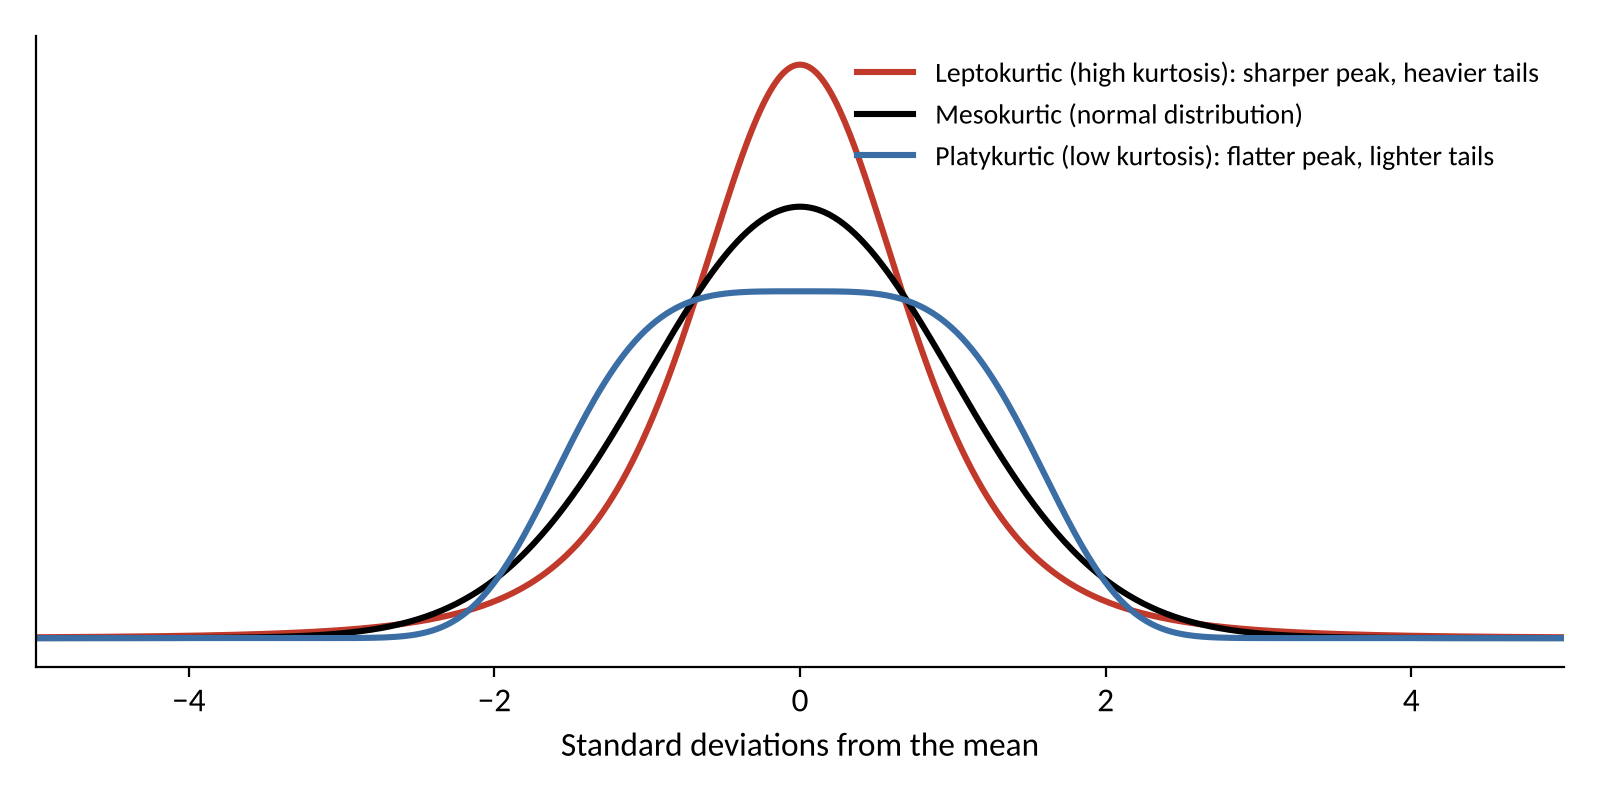 Leptokurtic (high kurtosis): sharper peak, heavier tails
Mesokurtic (normal distribution)
Platykurtic (low kurtosis): flatter peak, lighter tails
−4 −2 0 2 4
Standard deviations from the mean